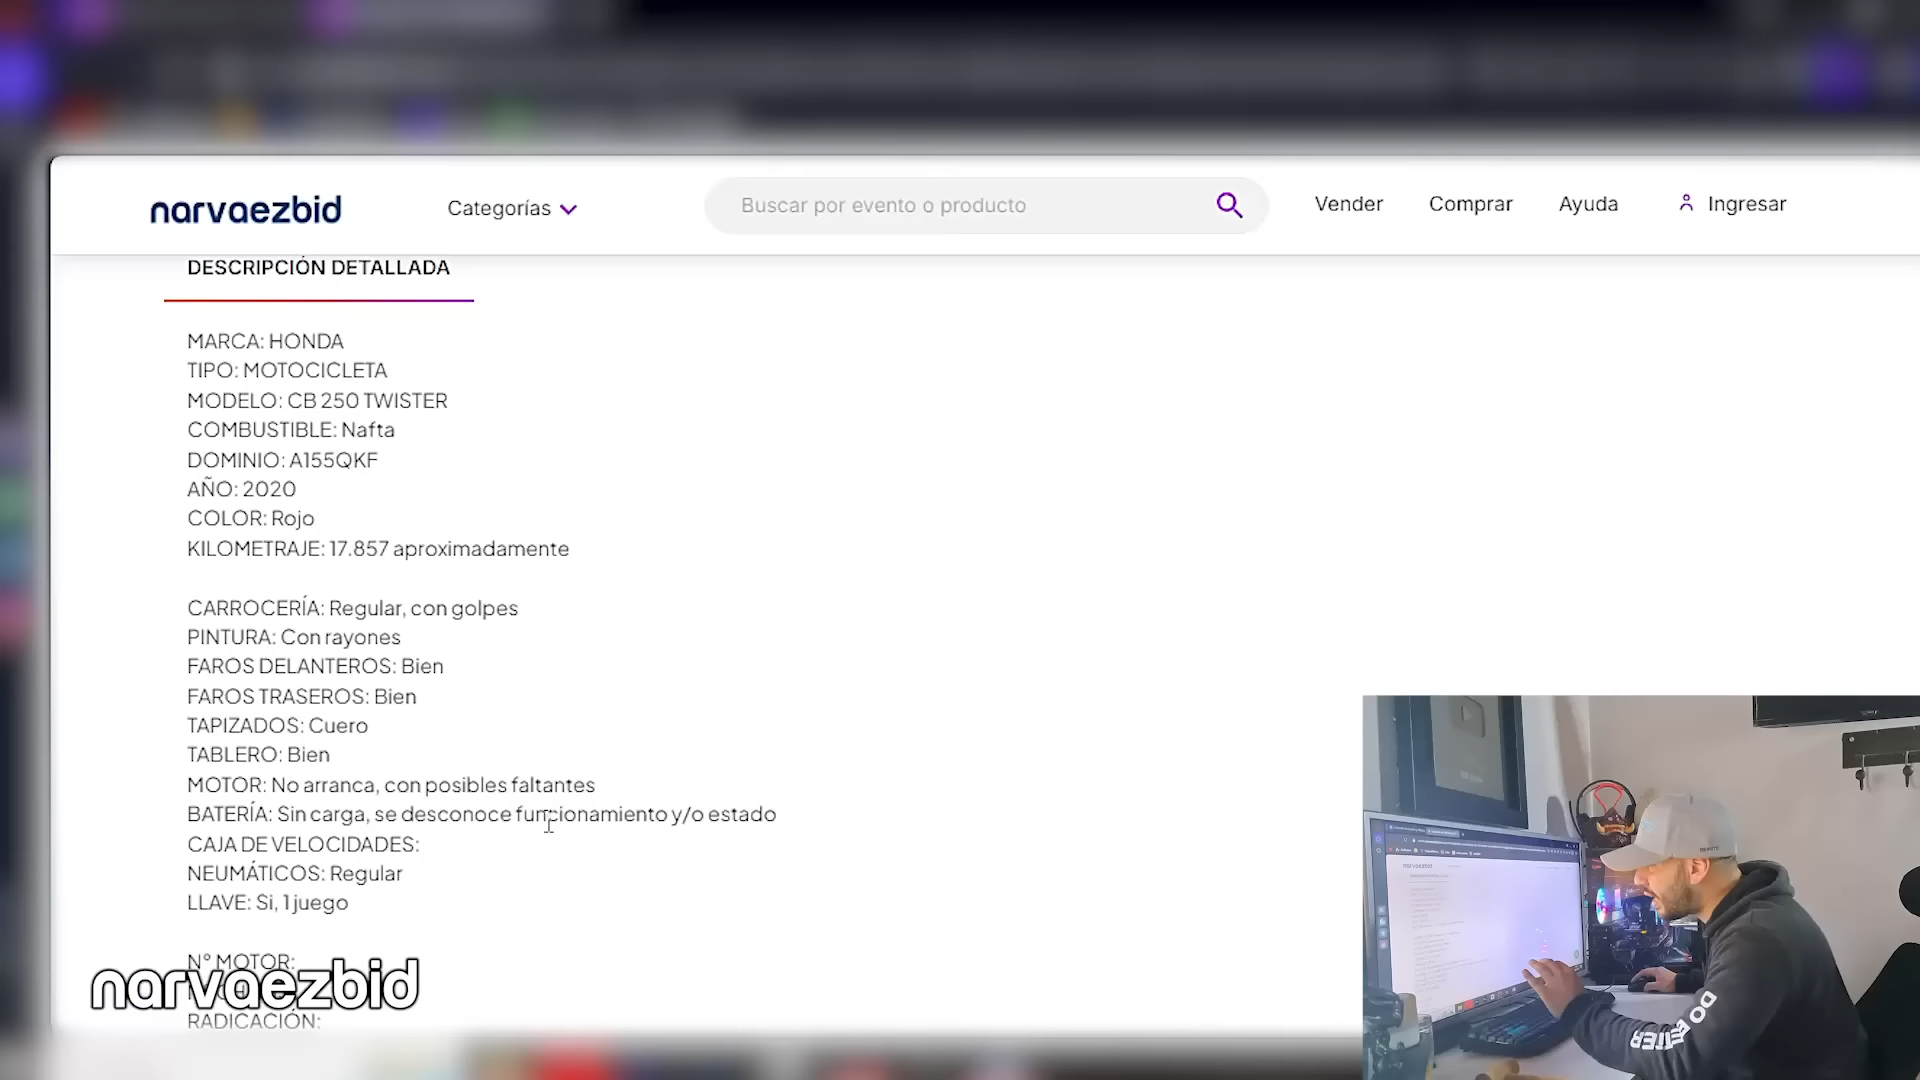 narvaezbid
Categorías
Buscar por evento o producto
Vender
Comprar
Ayuda
Ingresar
DESCRIPCIÓN DETALLADA
MARCA: HONDA
TIPO: MOTOCICLETA
MODELO: CB 250 TWISTER
COMBUSTIBLE: Nafta
DOMINIO: A155QKF
AÑO: 2020
COLOR: Rojo
KILOMETRAJE: 17.857 aproximadamente
CARROCERÍA: Regular, con golpes
PINTURA: Con rayones
FAROS DELANTEROS: Bien
FAROS TRASEROS: Bien
TAPIZADOS: Cuero
TABLERO: Bien
MOTOR: No arranca, con posibles faltantes
BATERÍA: Sin carga, se desconoce funcionamiento y/o estado
CAJA DE VELOCIDADES:
NEUMÁTICOS: Regular
LLAVE: Si, 1 juego
N° MOTOR:
narvaezbid
RADICACIÓN:
narvaezbid